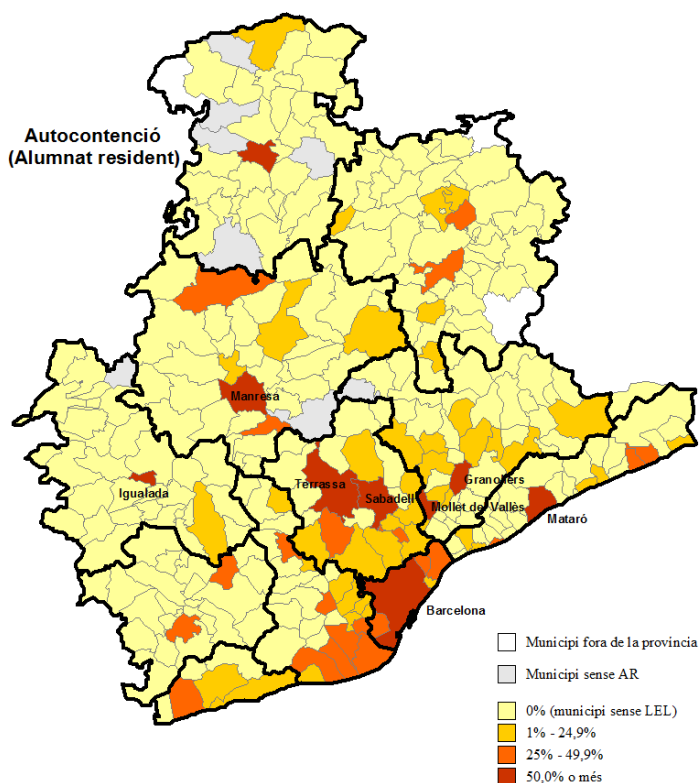 Autocontenció
(Alumnat resident)
Manresa
Igualada
Terrassa
Sabadell
Granollers
Mollet del Vallès
Mataró
Barcelona
Municipi fora de la provincia
Municipi sense AR
0% (municipi sense LEL)
1% - 24,9%
25% - 49,9%
50,0% o més